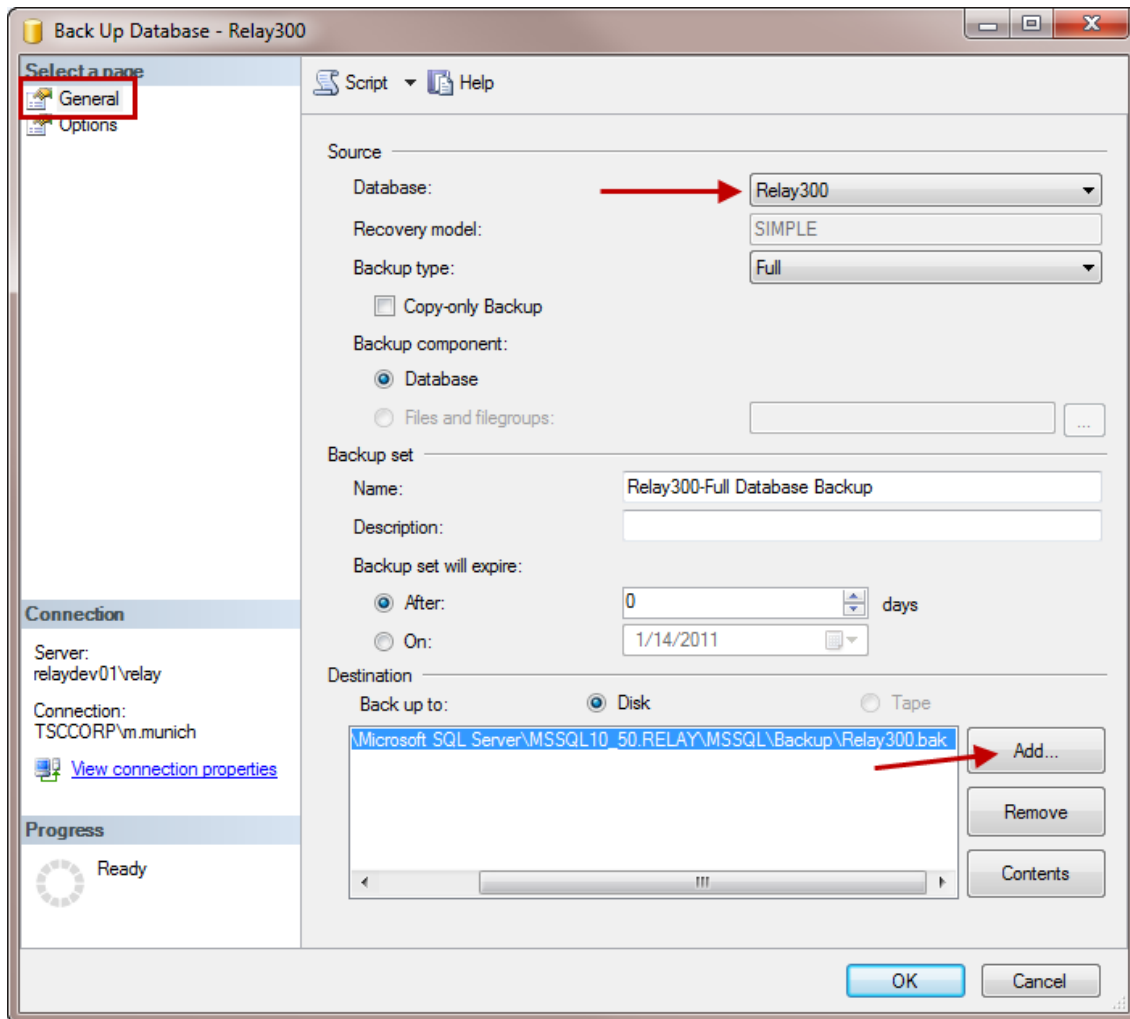 Back Up Database - Relay300
Select a page
General
Options
Script Help
Source
Database: Relay300
Recovery model: SIMPLE
Backup type: Full
Copy-only Backup
Backup component:
Database
Files and filegroups: ...
Backup set
Name: Relay300-Full Database Backup
Description:
Backup set will expire:
After: 0 days
On: 1/14/2011
Destination
Back up to: Disk Tape
\Microsoft SQL Server\MSSQL10_50.RELAY\MSSQL\Backup\Relay300.bak
Add...
Remove
Contents
Connection
Server:
relaydev01\relay
Connection:
TSCCORP\m.munich
View connection properties
Progress
Ready
OK Cancel